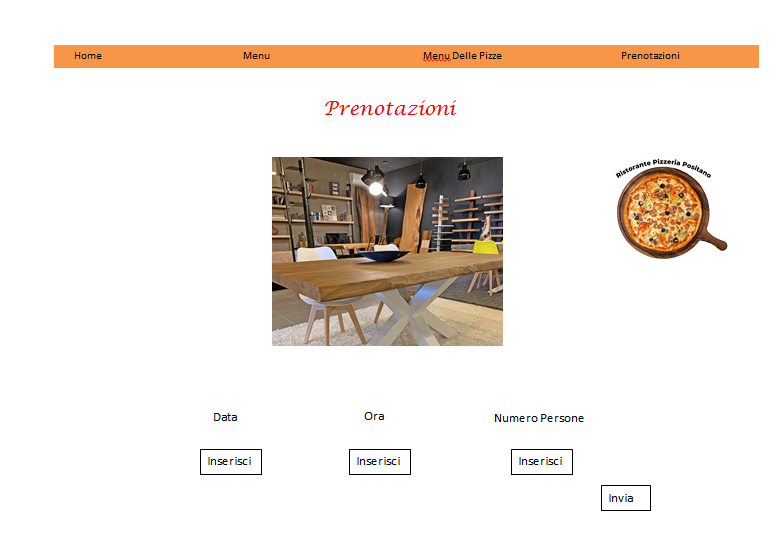 Home Menu Menu Delle Pizze Prenotazioni
Prenotazioni
Ristorante Pizzeria Positano
Data Ora Numero Persone
Inserisci Inserisci Inserisci
Invia